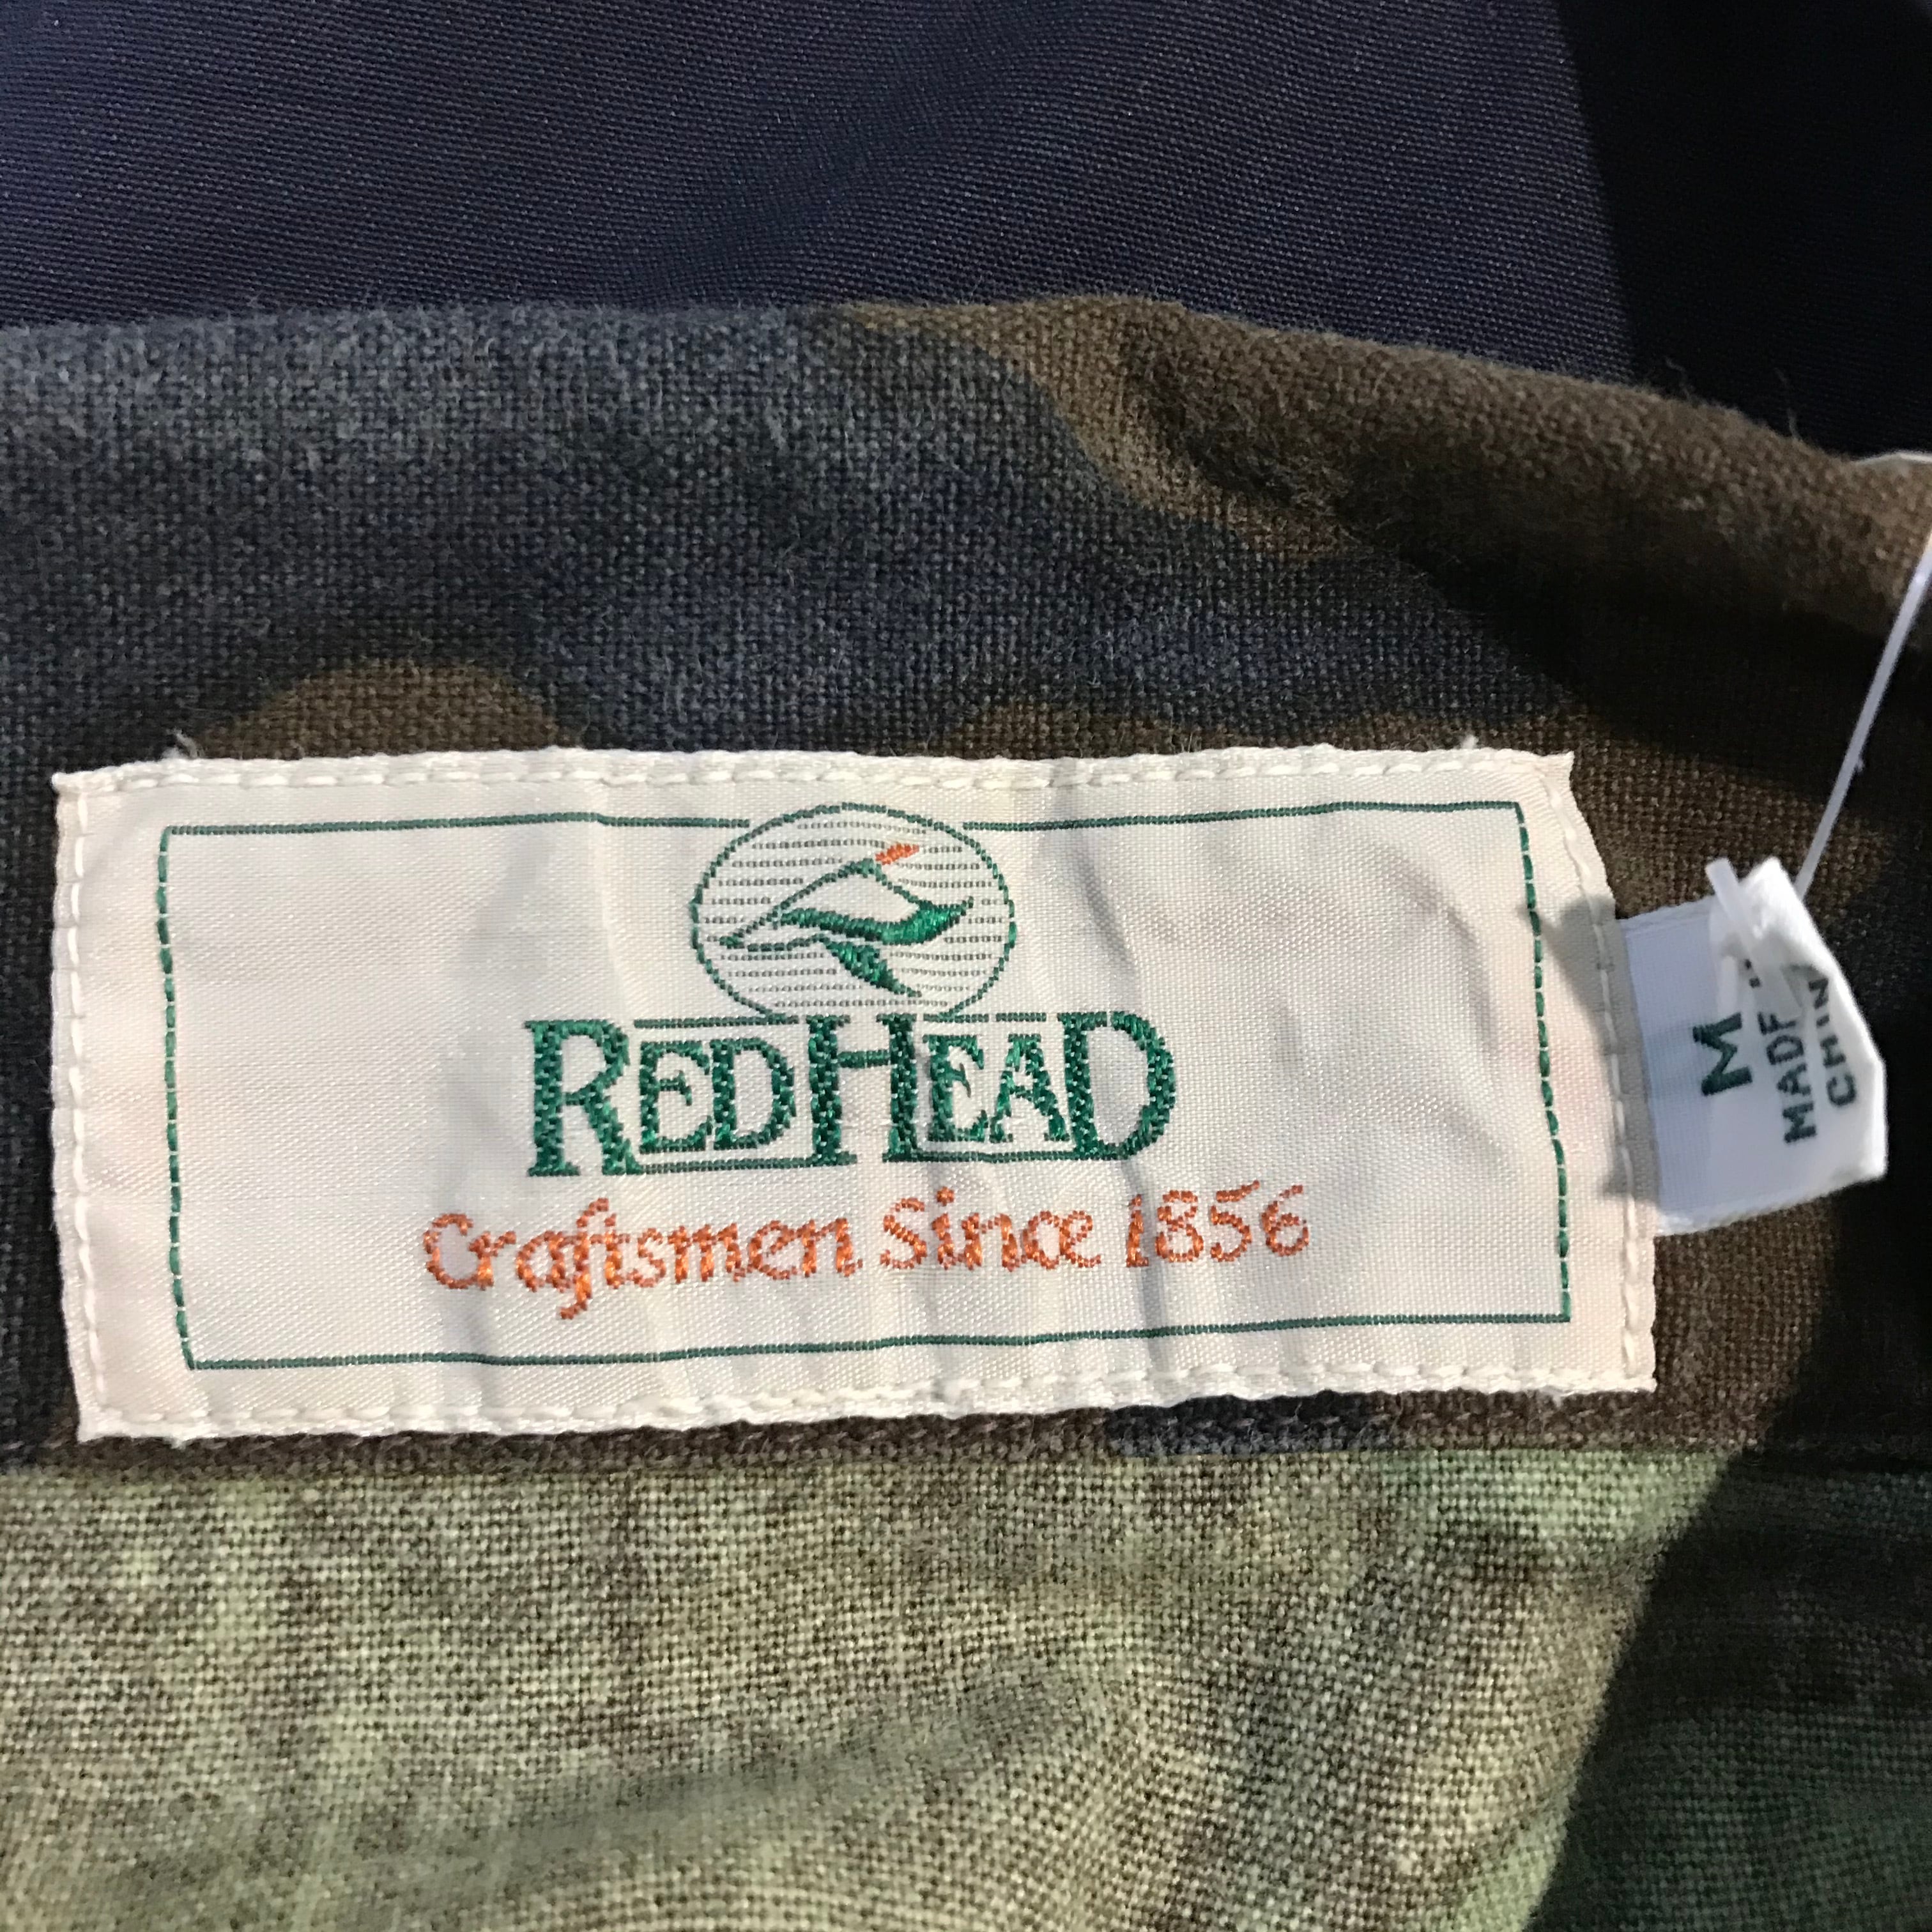 REDHEAD
Craftsmen Since 1856
M
MADE
CHIN